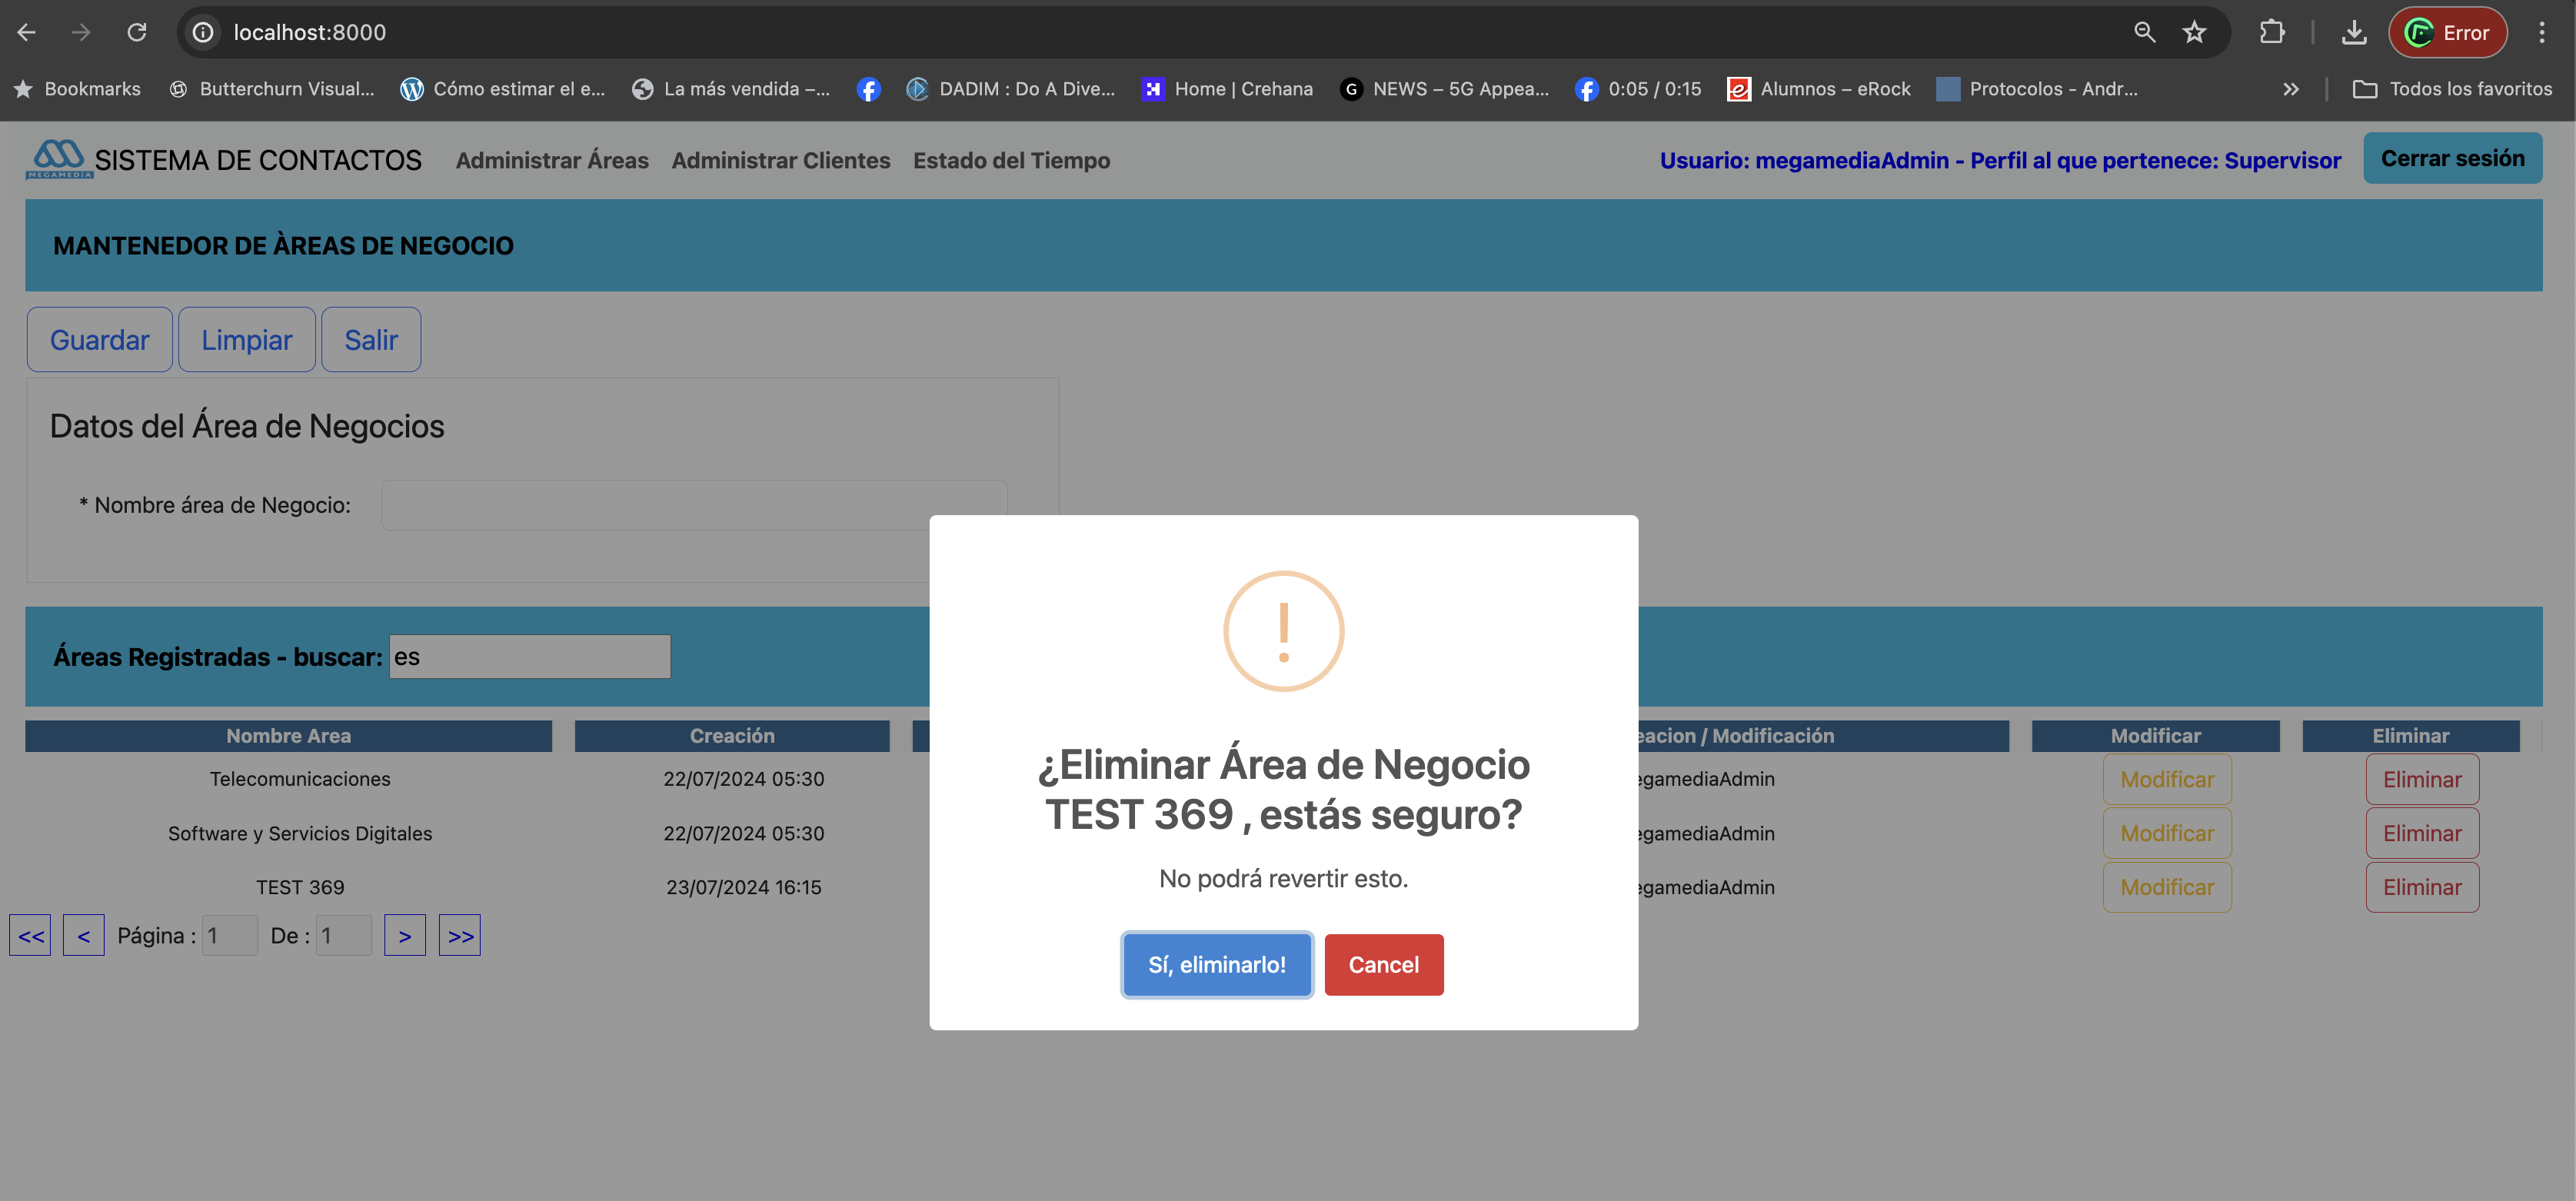 localhost:8000
Error
Bookmarks
Butterchurn Visual...
Cómo estimar el e...
La más vendida –...
DADIM : Do A Dive...
Home | Crehana
NEWS – 5G Appea...
0:05 / 0:15
Alumnos – eRock
Protocolos - Andr...
Todos los favoritos
MEGAMEDIA
SISTEMA DE CONTACTOS
Administrar Áreas
Administrar Clientes
Estado del Tiempo
Usuario: megamediaAdmin - Perfil al que pertenece: Supervisor
Cerrar sesión
MANTENEDOR DE ÀREAS DE NEGOCIO
Guardar
Limpiar
Salir
Datos del Área de Negocios
* Nombre área de Negocio:
Áreas Registradas - buscar: es
Nombre Area
Creación
eacion / Modificación
Modificar
Eliminar
Telecomunicaciones
22/07/2024 05:30
egamediaAdmin
Modificar
Eliminar
Software y Servicios Digitales
22/07/2024 05:30
egamediaAdmin
Modificar
Eliminar
TEST 369
23/07/2024 16:15
egamediaAdmin
Modificar
Eliminar
<< < Página : 1 De : 1 > >>
¿Eliminar Área de Negocio
TEST 369 , estás seguro?
No podrá revertir esto.
Sí, eliminarlo!
Cancel